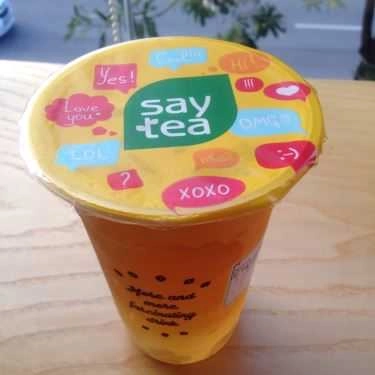 Yes!
Hi!
!!!
Love you
say
tea
OMG
LOL
?
:-)
XOXO
More and
more
fascinating
drink